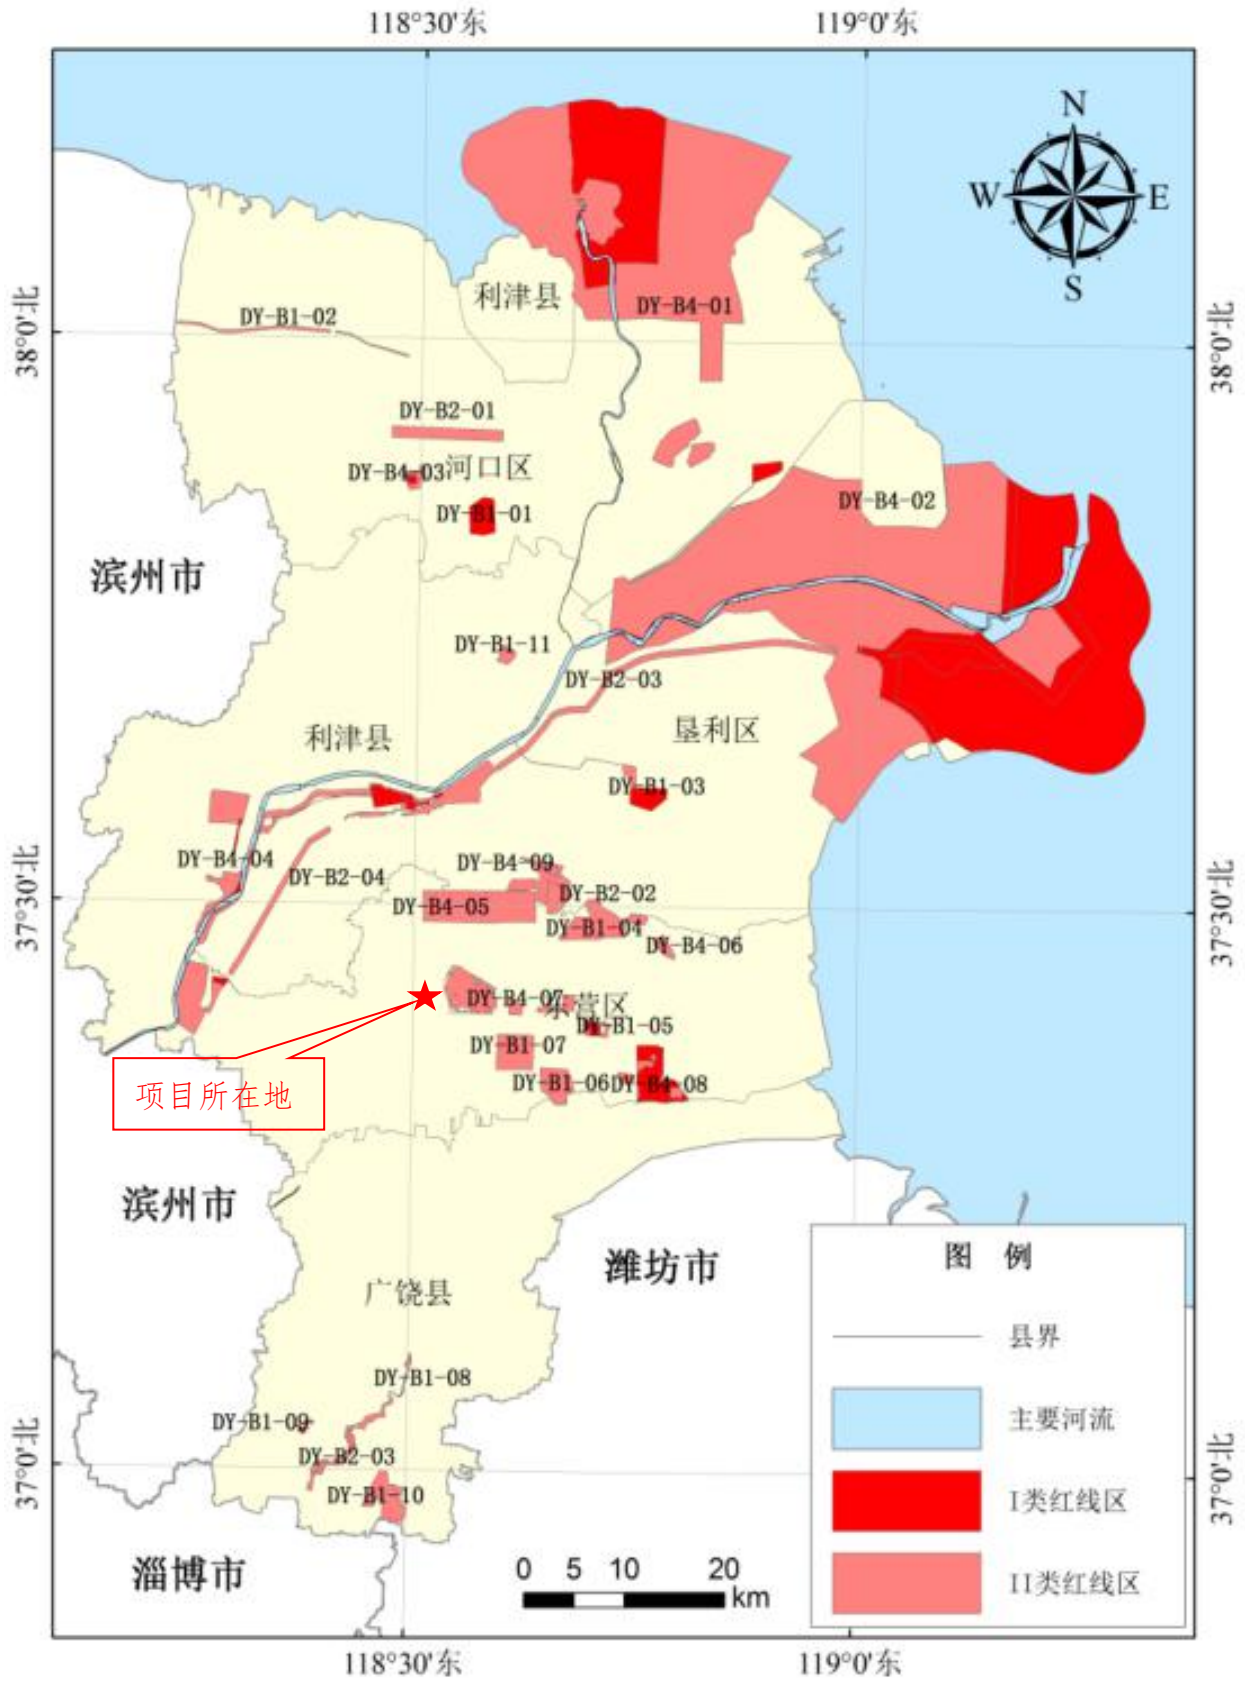 118°30′东
119°0′东
N
W
E
S
38°0′北
38°0′北
利津县
DY-B4-01
DY-B1-02
DY-B2-01
DY-B4-03
河口区
DY-B4-02
DY-B1-01
滨州市
DY-B1-11
DY-B2-03
利津县
垦利区
DY-B1-03
DY-B4-04
DY-B4-09
DY-B2-04
DY-B2-02
37°30′北
37°30′北
DY-B4-05
DY-B1-04
DY-B4-06
DY-B4-07
东营区
DY-B1-05
DY-B1-07
DY-B1-06
DY-B4-08
项目所在地
滨州市
潍坊市
广饶县
DY-B1-08
DY-B1-09
DY-B2-03
DY-B1-10
37°0′北
37°0′北
淄博市
图 例
县界
主要河流
I类红线区
II类红线区
0 5 10 20
km
118°30′东
119°0′东